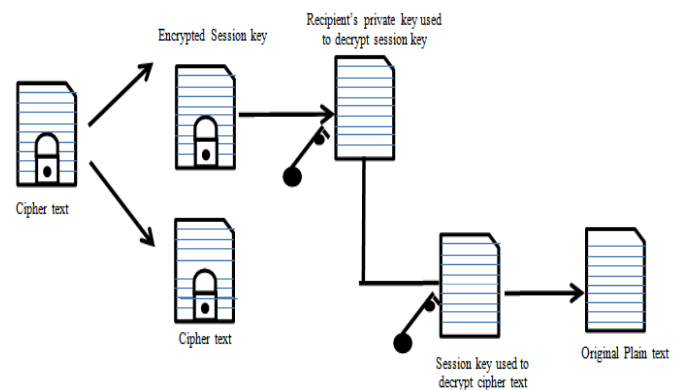 Encrypted Session key
Recipient's private key used
to decrypt session key
Cipher text
Cipher text
Session key used to
decrypt cipher text
Original Plain text